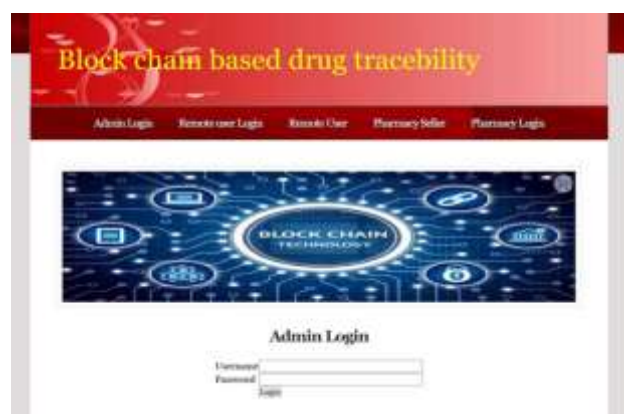 Block chain based drug tracebility
Admin Login Remote user Login Remote User Pharmacy Seller Pharmacy Login
BLOCK CHAIN
TECHNOLOGY
Admin Login
Username
Password
Login